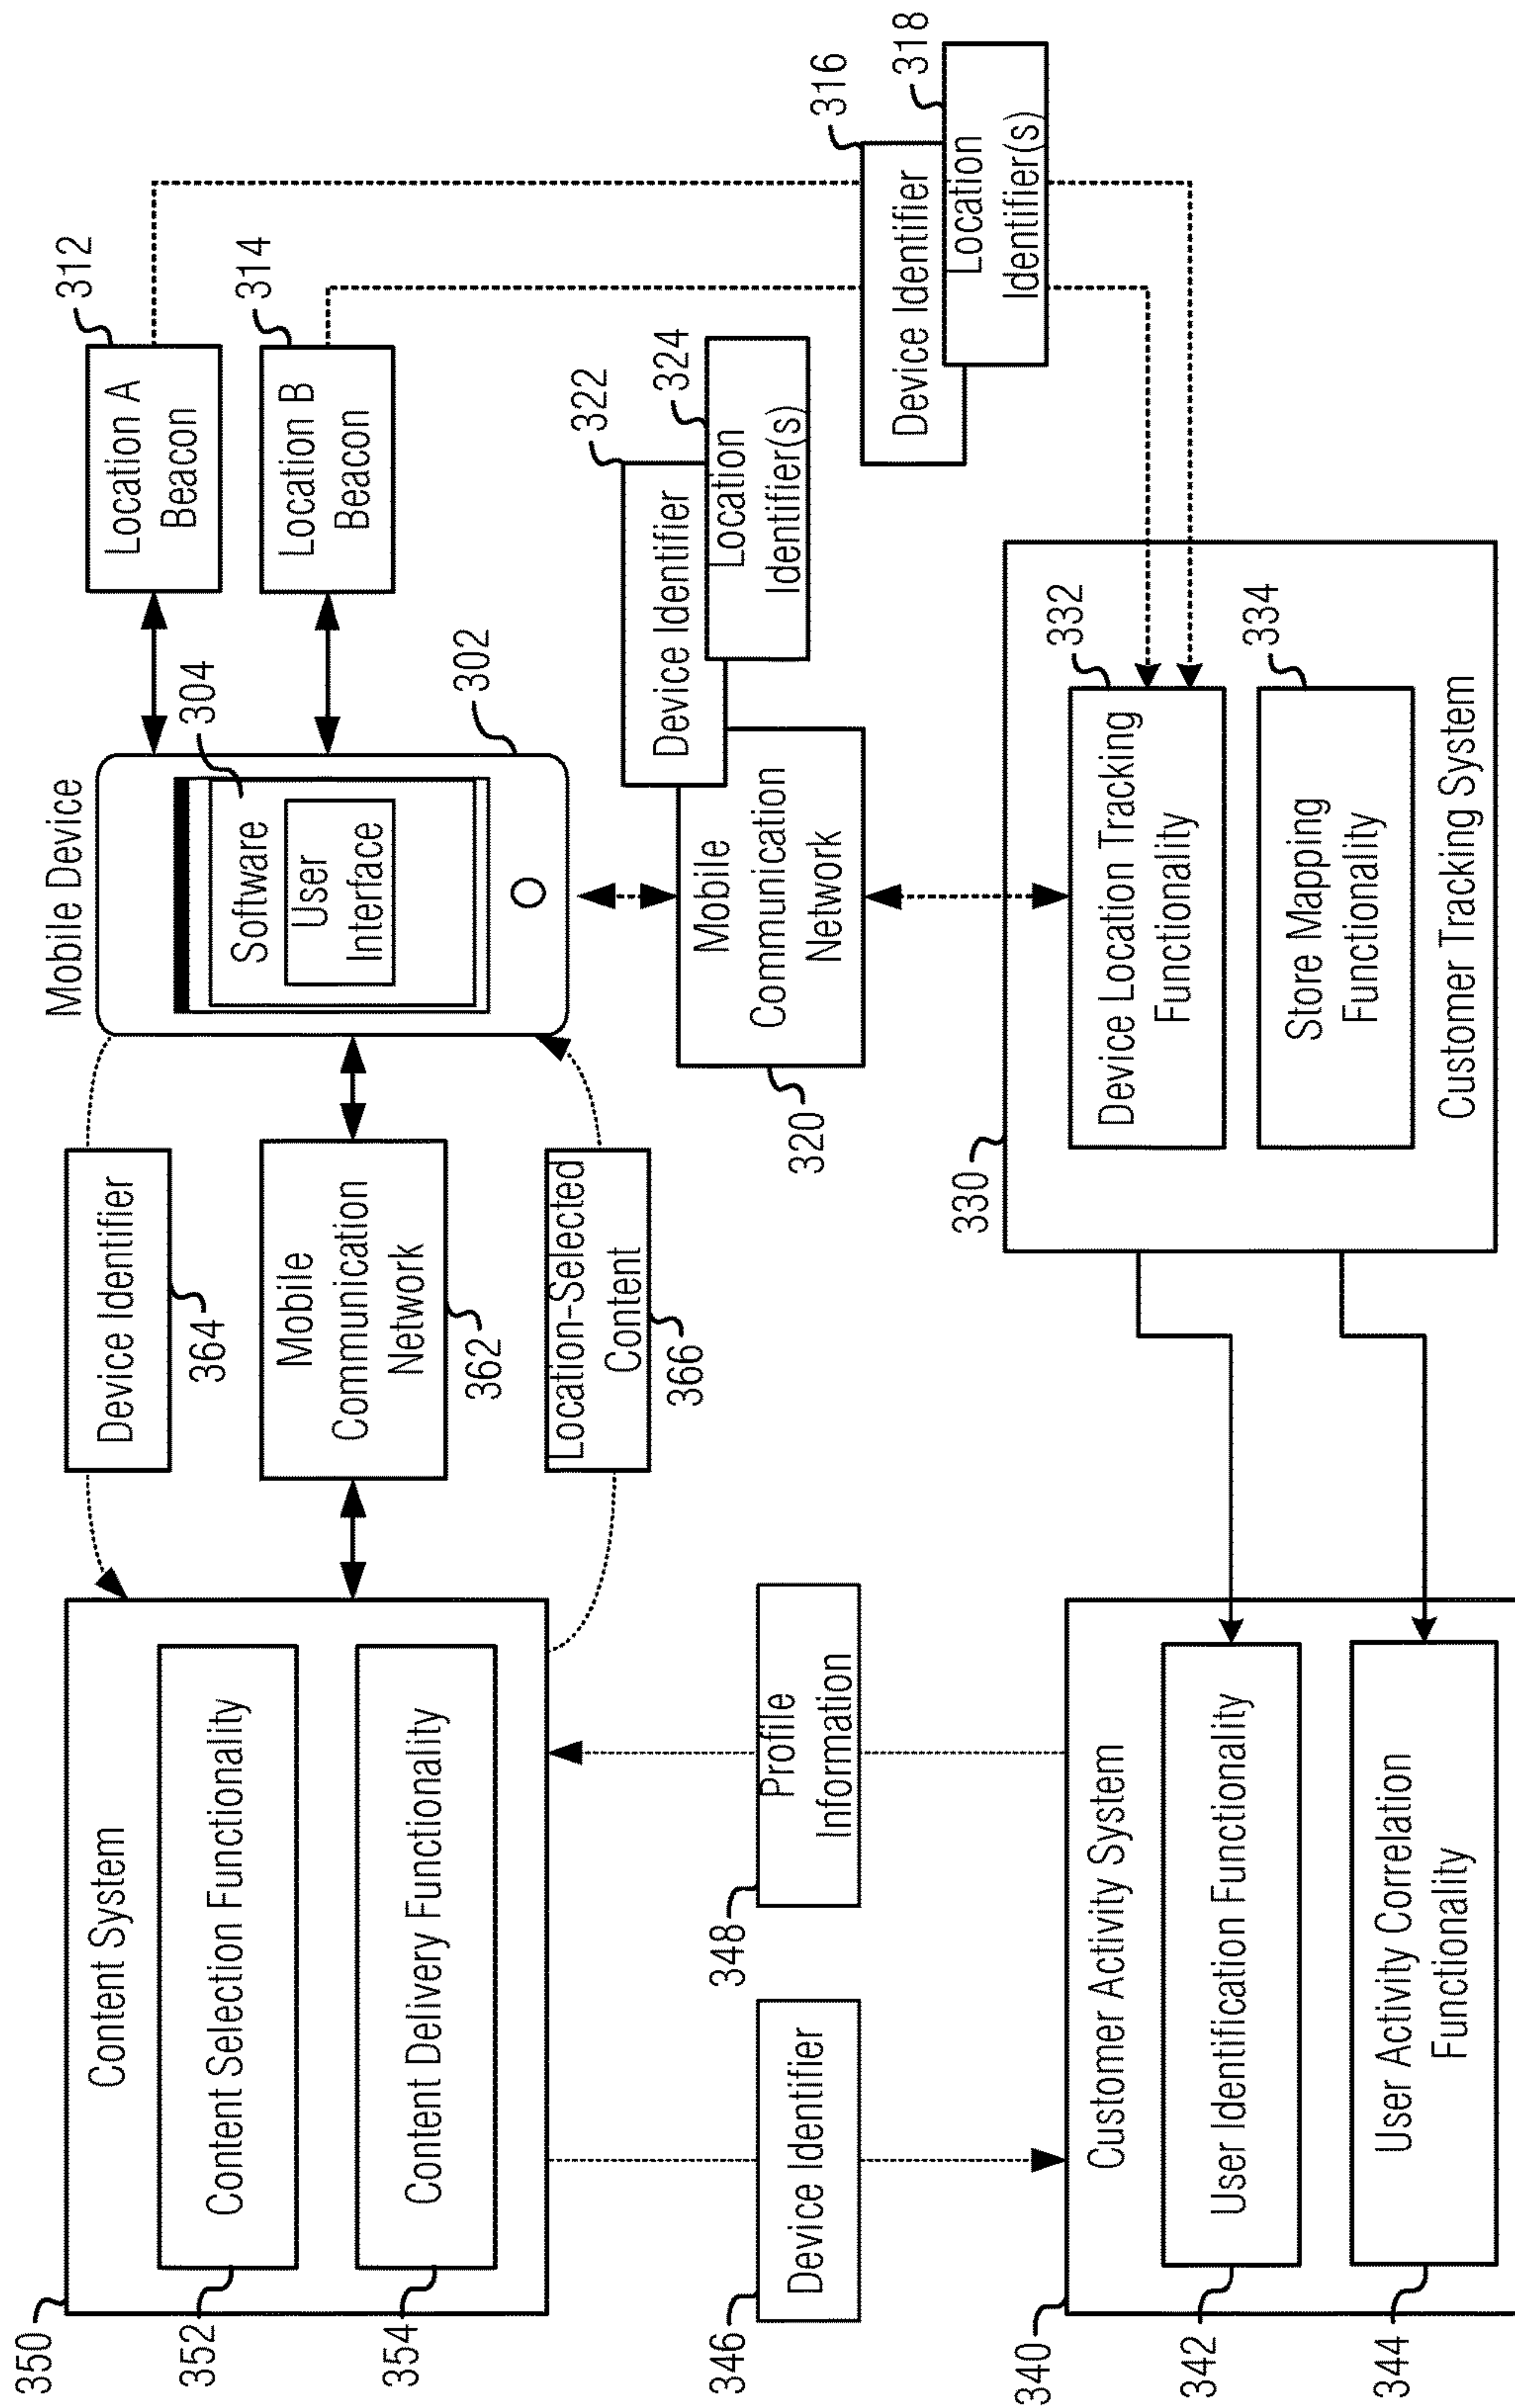 350
Content System
352
Content Selection Functionality
354
Content Delivery Functionality
Device Identifier
364
Mobile
Communication
Network
362
Location-Selected
Content
366
Mobile Device
304
Software
User
Interface
302
312
Location A
Beacon
314
Location B
Beacon
346
Device Identifier
348
Profile
Information
320
Mobile
Communication
Network
322
Device Identifier
324
Location
Identifier(s)
316
Device Identifier
318
Location
Identifier(s)
340
Customer Activity System
342
User Identification Functionality
344
User Activity Correlation
Functionality
330
332
Device Location Tracking
Functionality
334
Store Mapping
Functionality
Customer Tracking System